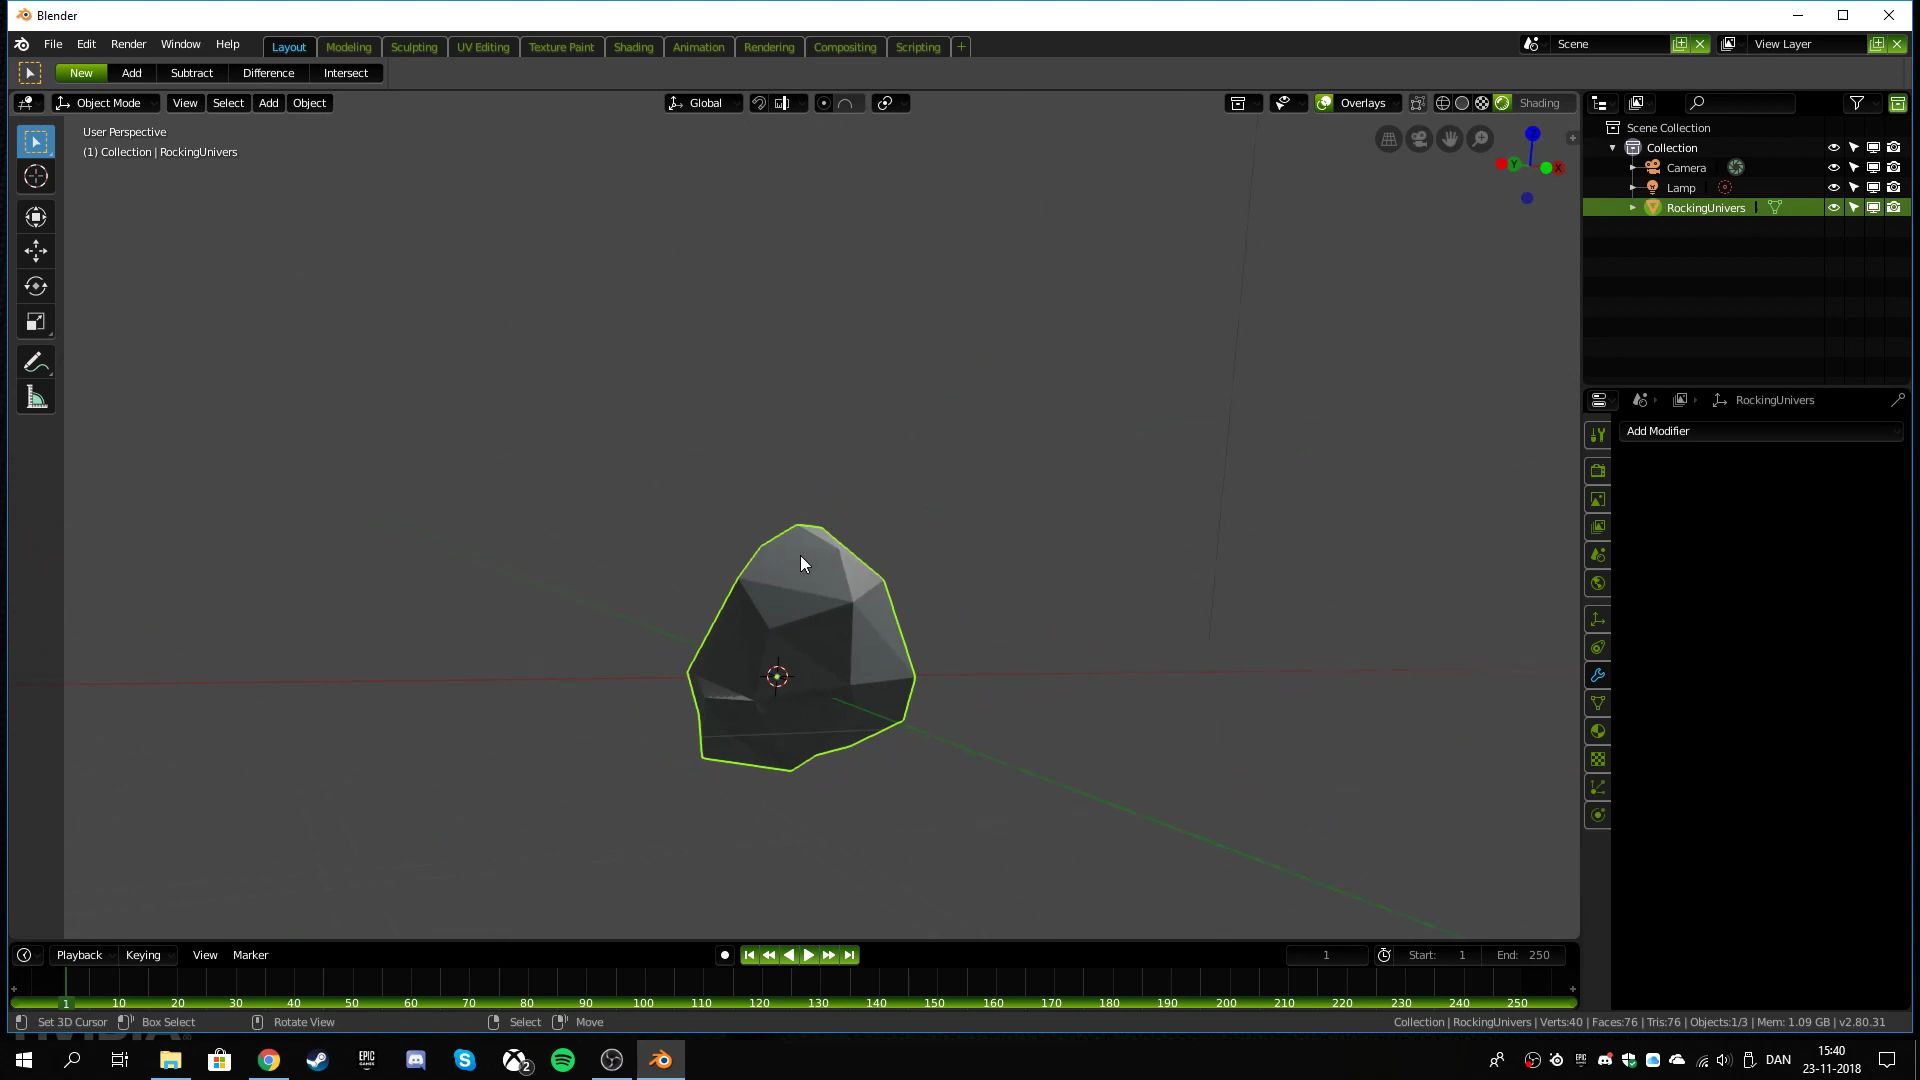 Blender
File Edit Render Window Help Layout Modeling Sculpting UV Editing Texture Paint Shading Animation Rendering Compositing Scripting + Scene View Layer
New Add Subtract Difference Intersect
Object Mode View Select Add Object Global Overlays Shading
User Perspective
(1) Collection | RockingUnivers
Y X
Scene Collection
Collection
Camera
Lamp
RockingUnivers
RockingUnivers
Add Modifier
Playback Keying View Marker 1 Start: 1 End: 250
1 10 20 30 40 50 60 70 80 90 100 110 120 130 140 150 160 170 180 190 200 210 220 230 240 250
Set 3D Cursor Box Select Rotate View Select Move Collection | RockingUnivers | Verts:40 | Faces:76 | Tris:76 | Objects:1/3 | Mem: 1.09 GB | v2.80.31
EPIC GAMES
2
DAN
15:40
23-11-2018